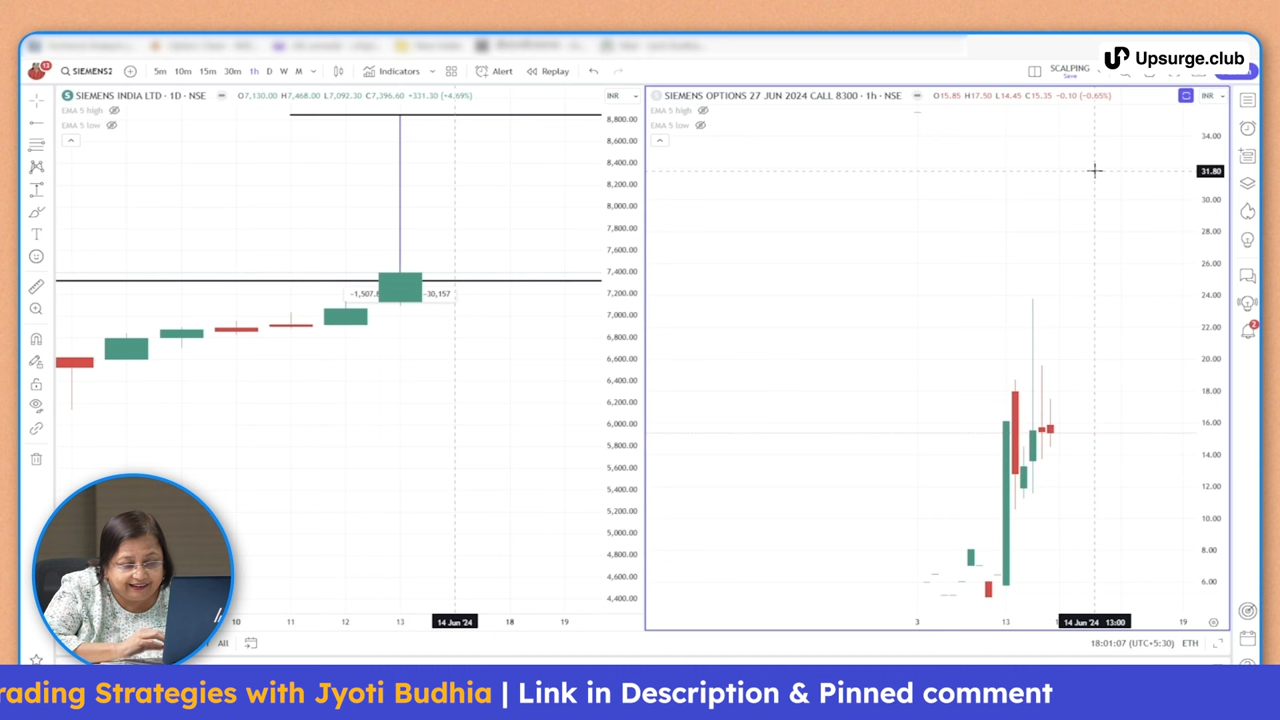 Upsurge.club
13
SIEMENS2
5m 10m 15m 30m 1h D W M
Indicators
Alert
Replay
SCALPING
Save
SIEMENS INDIA LTD · 1D · NSE
O7,130.00 H7,468.00 L7,092.30 C7,396.60 +331.30 (+4.69%)
INR
EMA 5 high
EMA 5 low
8,800.00
8,600.00
8,400.00
8,200.00
8,000.00
7,800.00
7,600.00
7,400.00
7,200.00
7,000.00
6,800.00
6,600.00
6,400.00
6,200.00
6,000.00
5,800.00
5,600.00
5,400.00
5,200.00
5,000.00
4,800.00
4,600.00
4,400.00
-30,157
10 11 12 13 14 Jun '24 18 19
All
SIEMENS OPTIONS 27 JUN 2024 CALL 8300 · 1h · NSE
O15.85 H17.50 L14.45 C15.35 -0.10 (-0.65%)
INR
EMA 5 high
EMA 5 low
34.00
31.80
30.00
28.00
26.00
24.00
22.00
20.00
18.00
16.00
14.00
12.00
10.00
8.00
6.00
3 13 14 Jun '24 13:00 19
18:01:07 (UTC+5:30) ETH
2
rading Strategies with Jyoti Budhia | Link in Description & Pinned comment